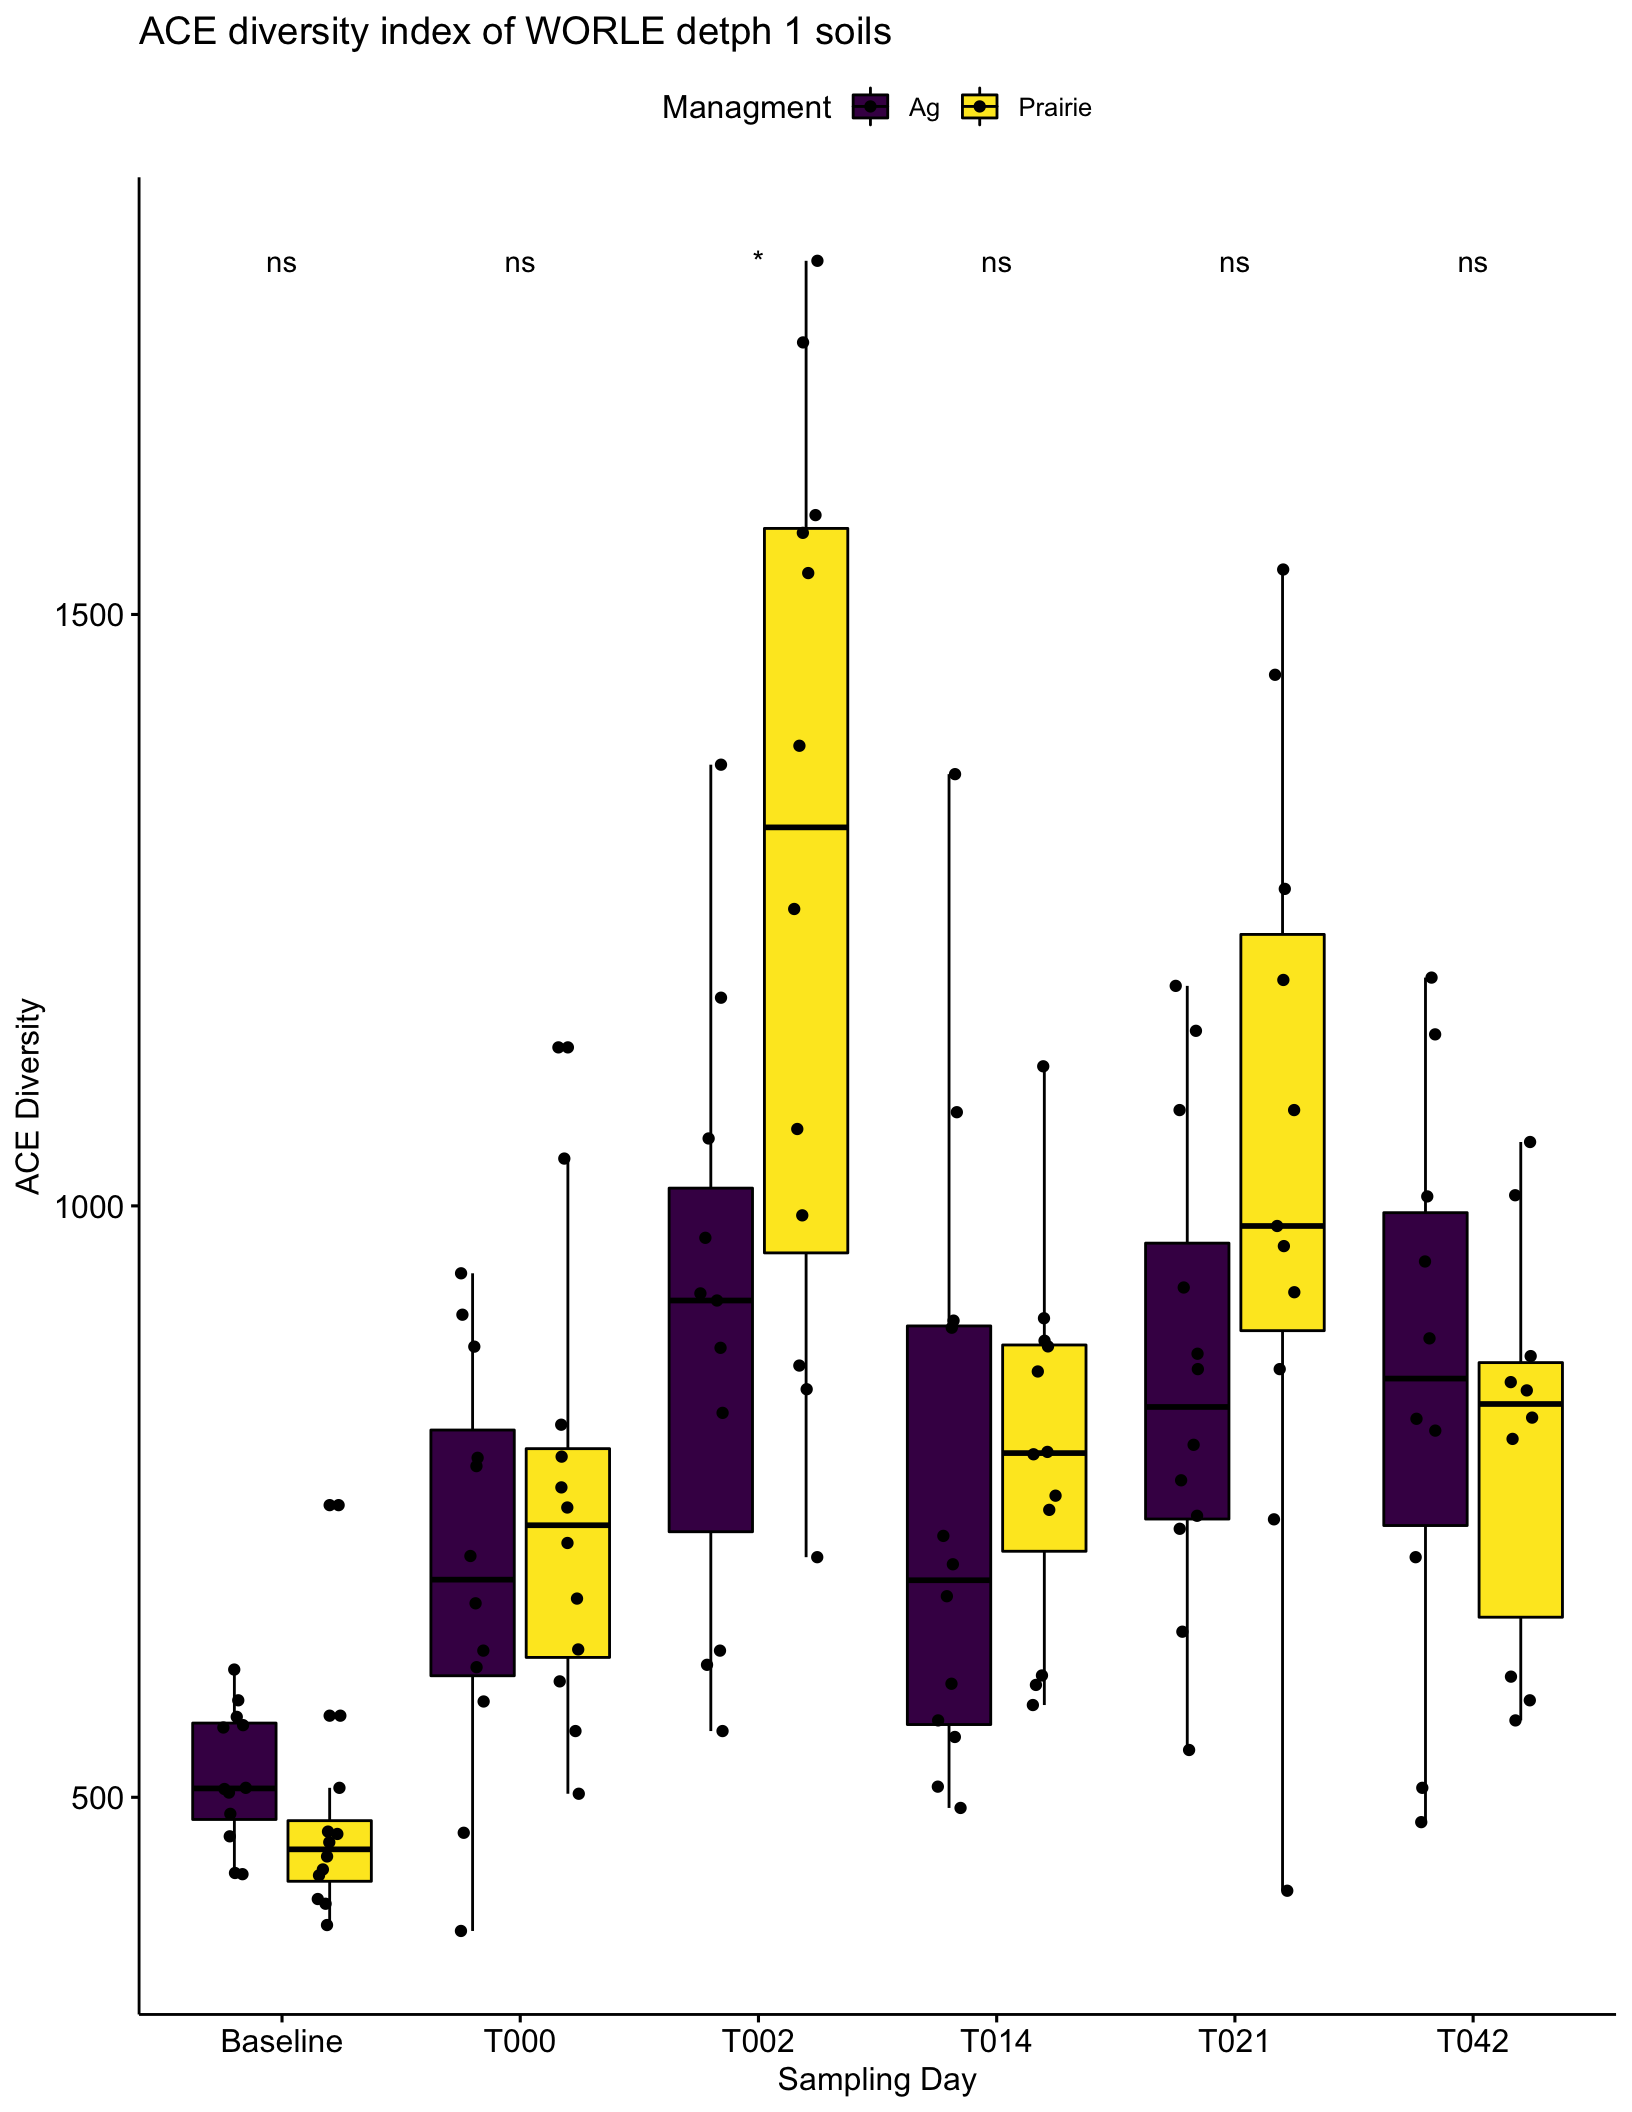 ACE diversity index of WORLE detph 1 soils
Managment Ag Prairie
ns ns * ns ns ns
1500
1000
500
ACE Diversity
Baseline T000 T002 T014 T021 T042
Sampling Day